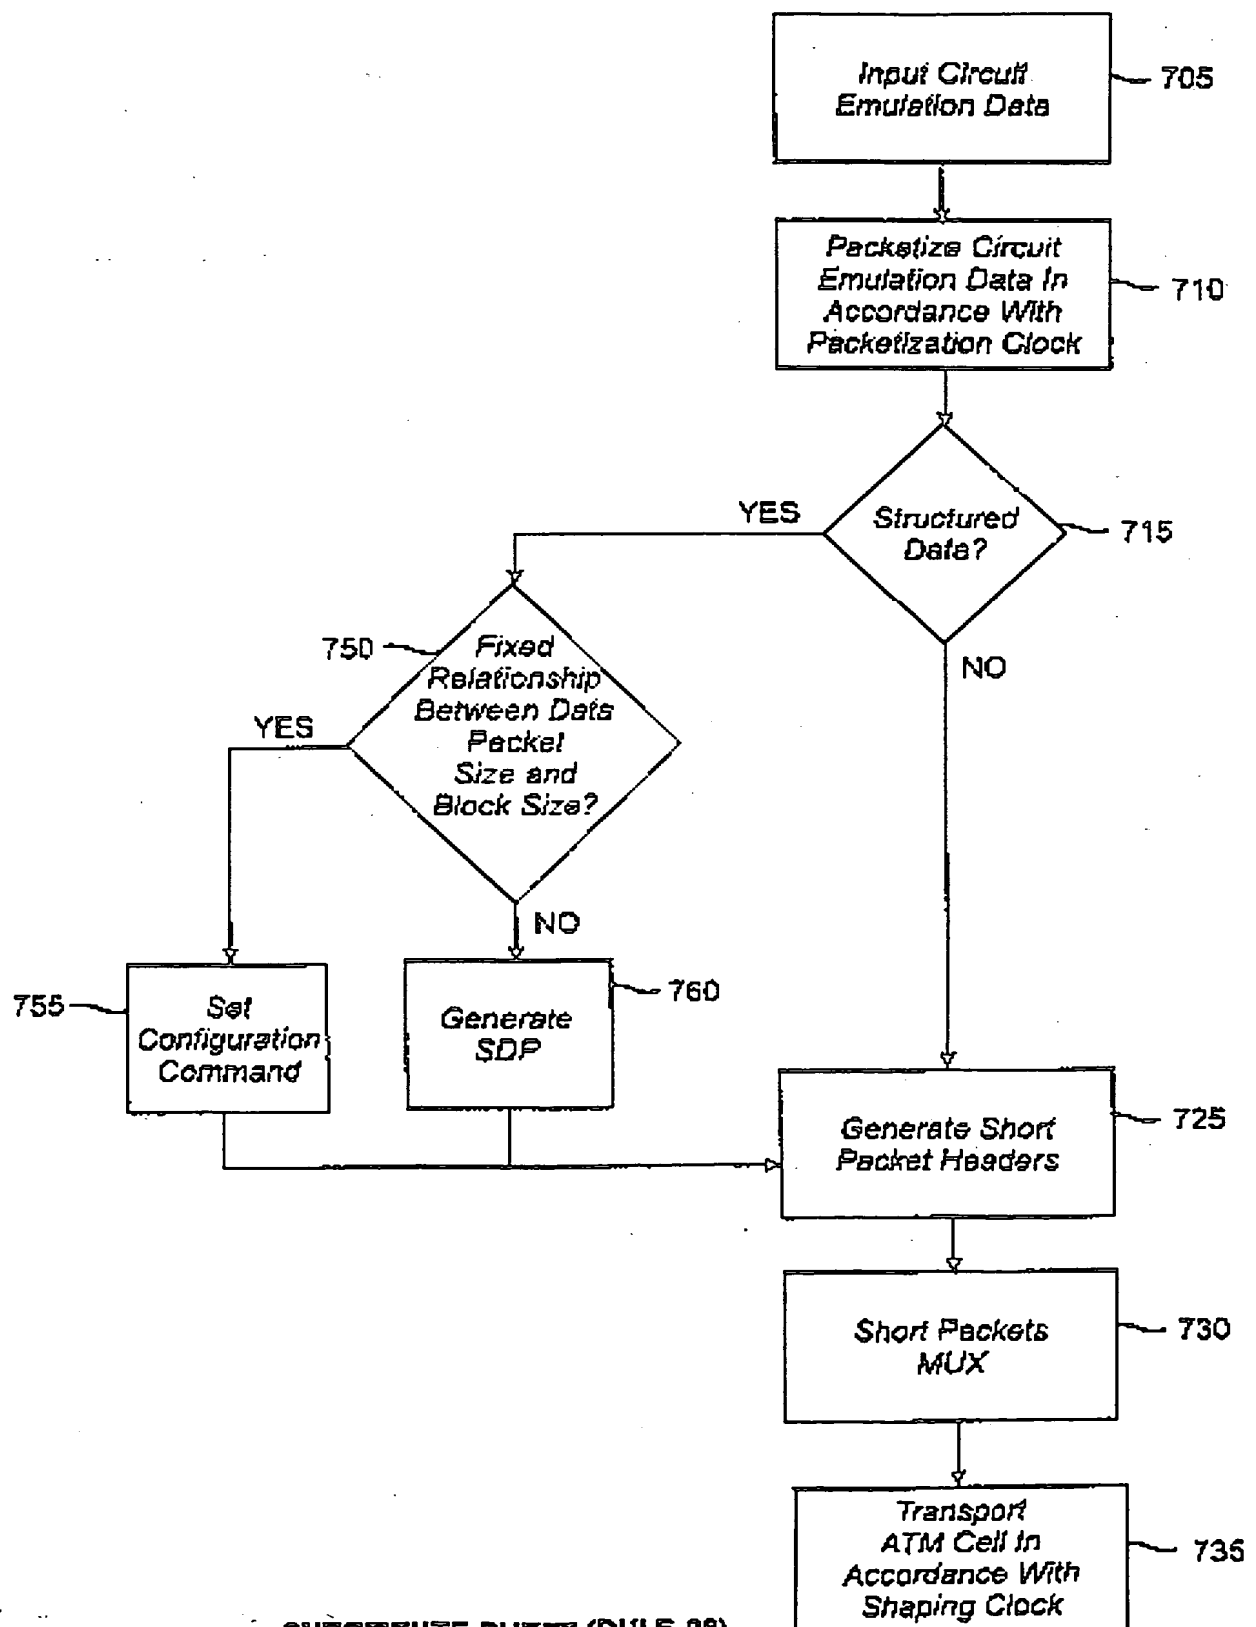 Input Circuit
Emulation Data
705
Packetize Circuit
Emulation Data In
Accordance With
Packetization Clock
710
YES
Structured
Data?
715
750
Fixed
Relationship
Between Data
Packet
Size and
Block Size?
NO
YES
NO
755
Set
Configuration
Command
Generate
SDP
760
Generate Short
Packet Headers
725
Short Packets
MUX
730
Transport
ATM Cell In
Accordance With
Shaping Clock
735